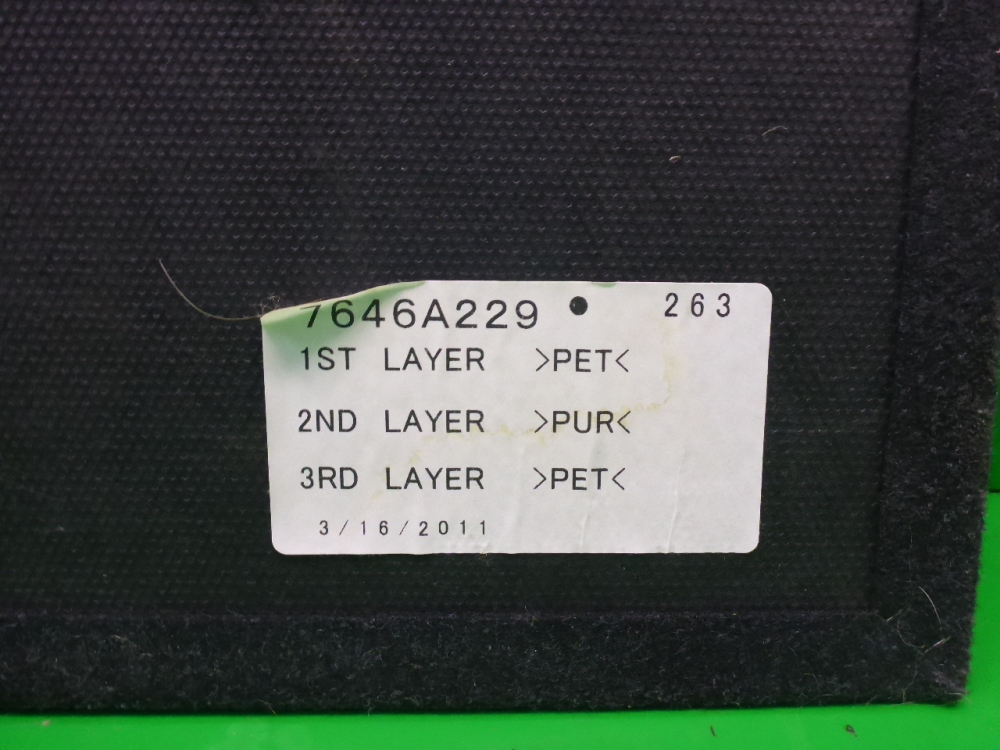 7646A229 ● 263
1ST LAYER >PET<
2ND LAYER >PUR<
3RD LAYER >PET<
3/16/2011